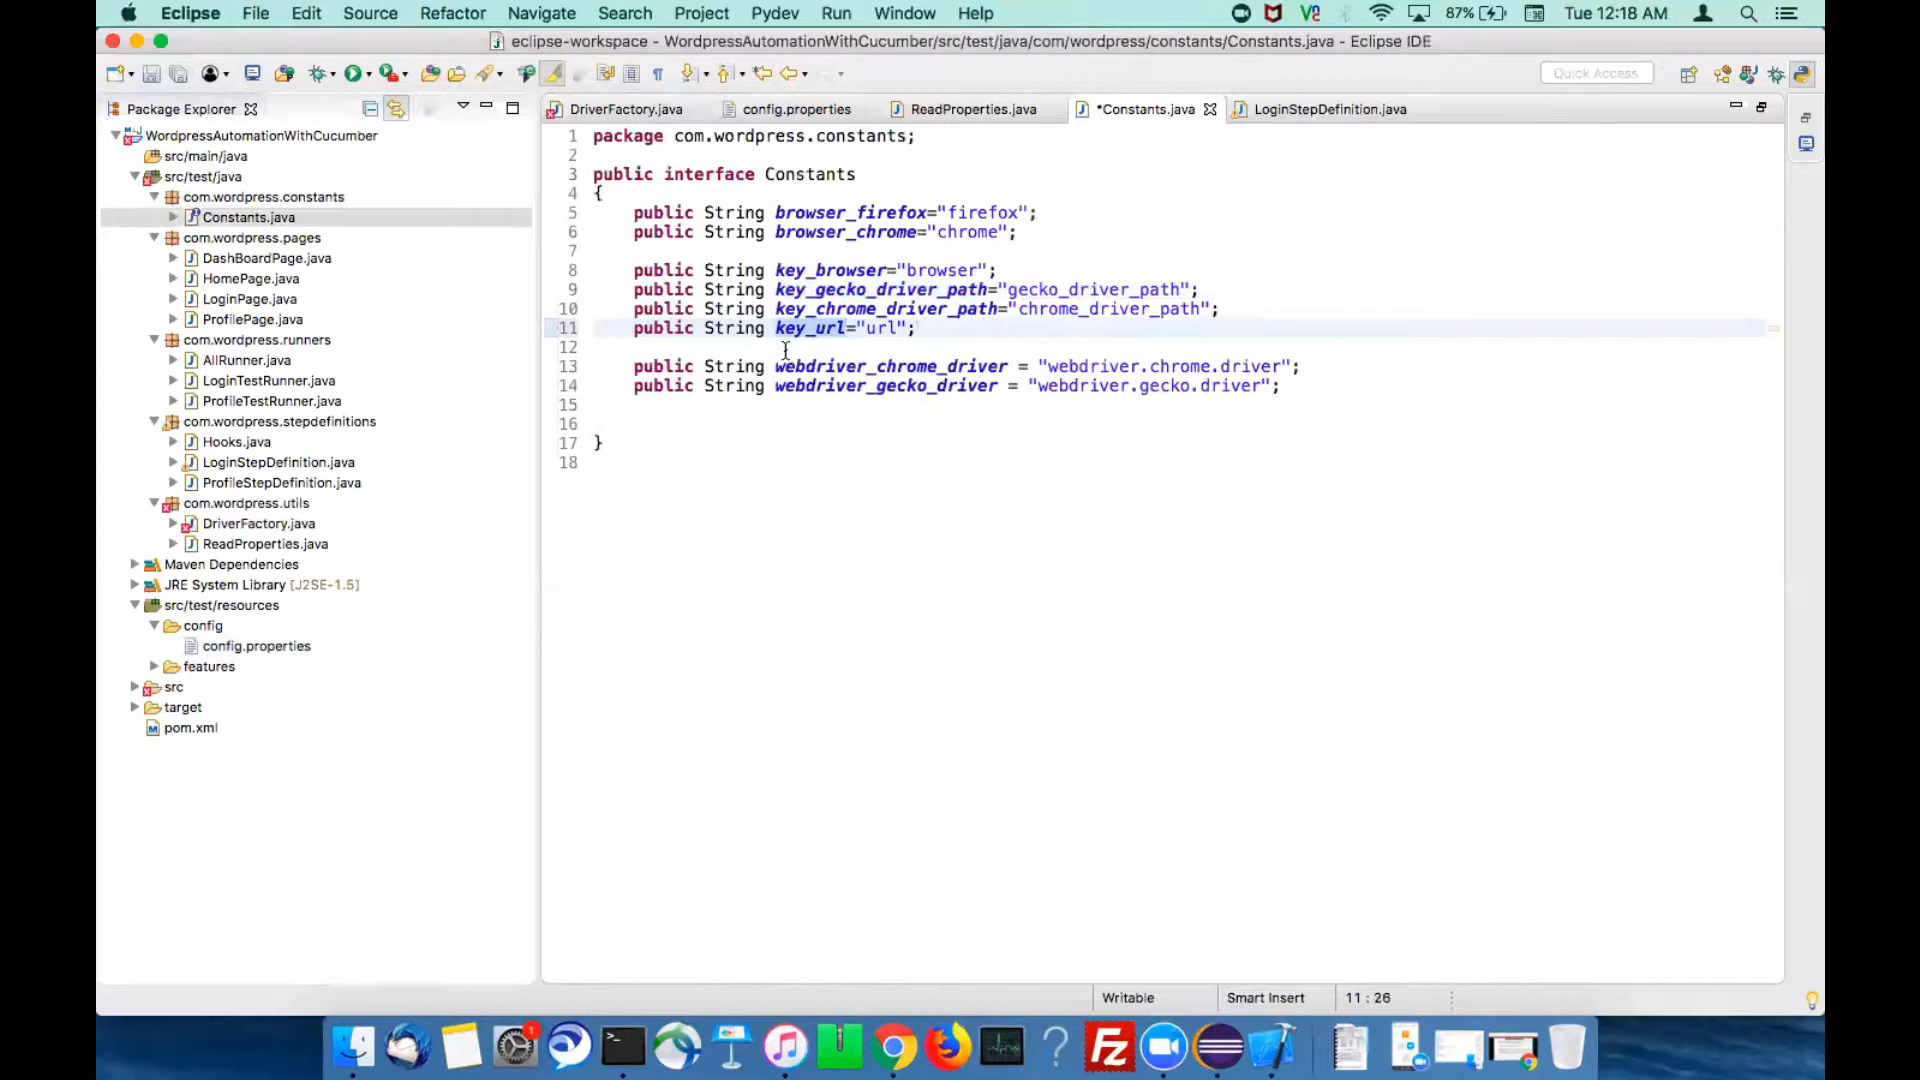 Eclipse File Edit Source Refactor Navigate Search Project Pydev Run Window Help 87% Tue 12:18 AM
eclipse-workspace - WordpressAutomationWithCucumber/src/test/java/com/wordpress/constants/Constants.java - Eclipse IDE
Quick Access
Package Explorer
WordpressAutomationWithCucumber
src/main/java
src/test/java
com.wordpress.constants
Constants.java
com.wordpress.pages
DashBoardPage.java
HomePage.java
LoginPage.java
ProfilePage.java
com.wordpress.runners
AllRunner.java
LoginTestRunner.java
ProfileTestRunner.java
com.wordpress.stepdefinitions
Hooks.java
LoginStepDefinition.java
ProfileStepDefinition.java
com.wordpress.utils
DriverFactory.java
ReadProperties.java
Maven Dependencies
JRE System Library [J2SE-1.5]
src/test/resources
config
config.properties
features
src
target
pom.xml
DriverFactory.java config.properties ReadProperties.java *Constants.java LoginStepDefinition.java
1 package com.wordpress.constants;
2
3 public interface Constants
4 {
5 public String browser_firefox="firefox";
6 public String browser_chrome="chrome";
7
8 public String key_browser="browser";
9 public String key_gecko_driver_path="gecko_driver_path";
10 public String key_chrome_driver_path="chrome_driver_path";
11 public String key_url="url";
12
13 public String webdriver_chrome_driver = "webdriver.chrome.driver";
14 public String webdriver_gecko_driver = "webdriver.gecko.driver";
15
16
17 }
18
Writable Smart Insert 11 : 26